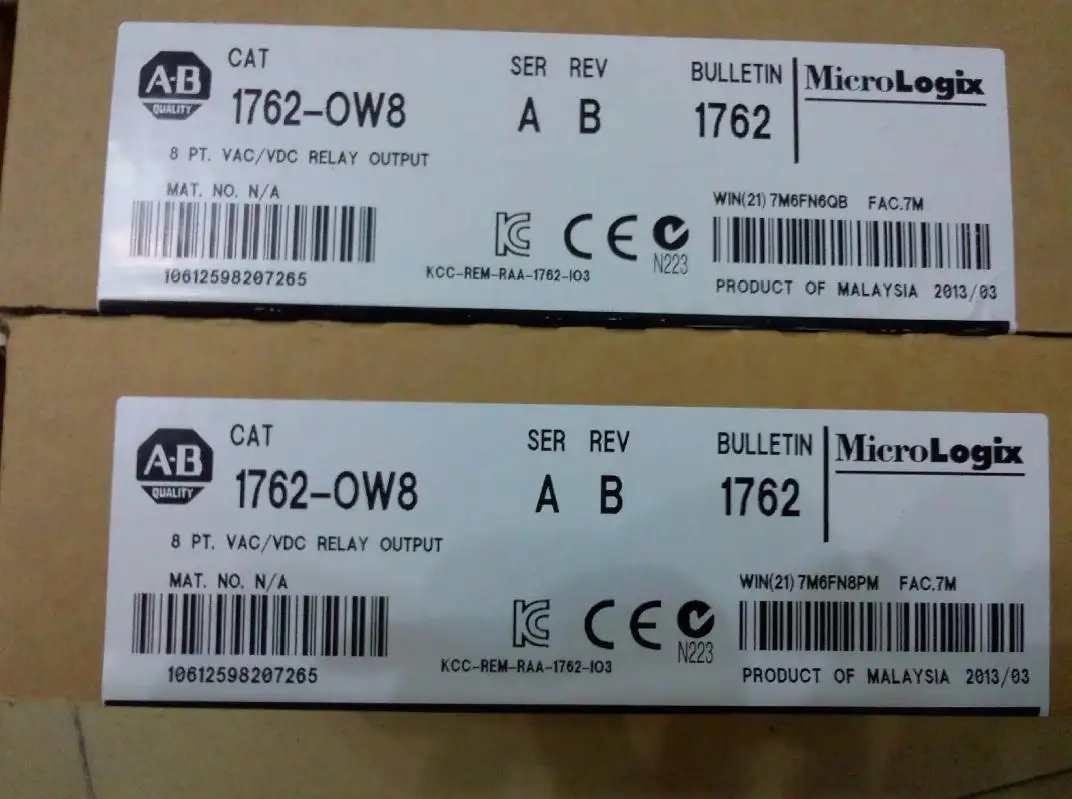 A-B
QUALITY
CAT
1762-OW8
SER REV
A B
BULLETIN
1762
MicroLogix
8 PT. VAC/VDC RELAY OUTPUT
MAT. NO. N/A
10612598207265
KCC-REM-RAA-1762-IO3
CE
N223
WIN(21) 7M6FN6QB FAC.7M
PRODUCT OF MALAYSIA 2013/03
A-B
QUALITY
CAT
1762-OW8
SER REV
A B
BULLETIN
1762
MicroLogix
8 PT. VAC/VDC RELAY OUTPUT
MAT. NO. N/A
10612598207265
KCC-REM-RAA-1762-IO3
CE
N223
WIN(21) 7M6FN8PM FAC.7M
PRODUCT OF MALAYSIA 2013/03